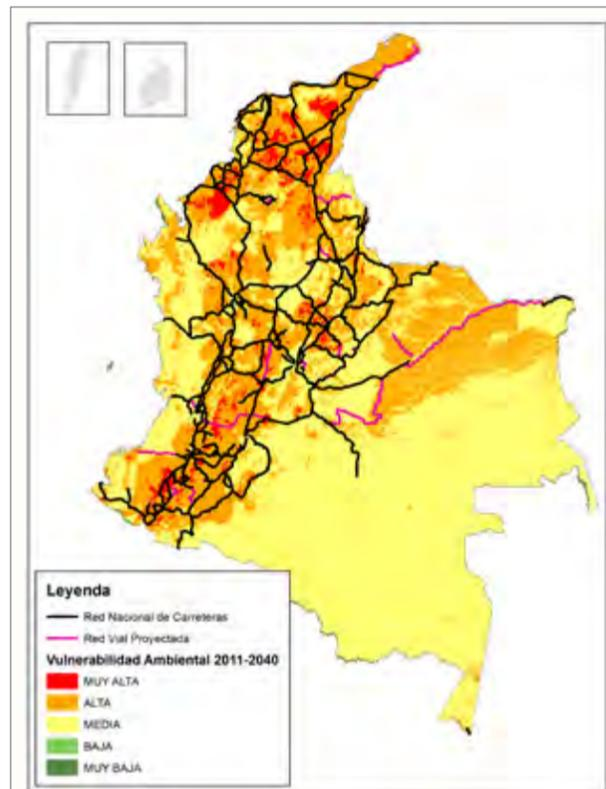 Leyenda
Red Nacional de Carreteras
Red Vial Proyectada
Vulnerabilidad Ambiental 2011-2040
MUY ALTA
ALTA
MEDIA
BAJA
MUY BAJA